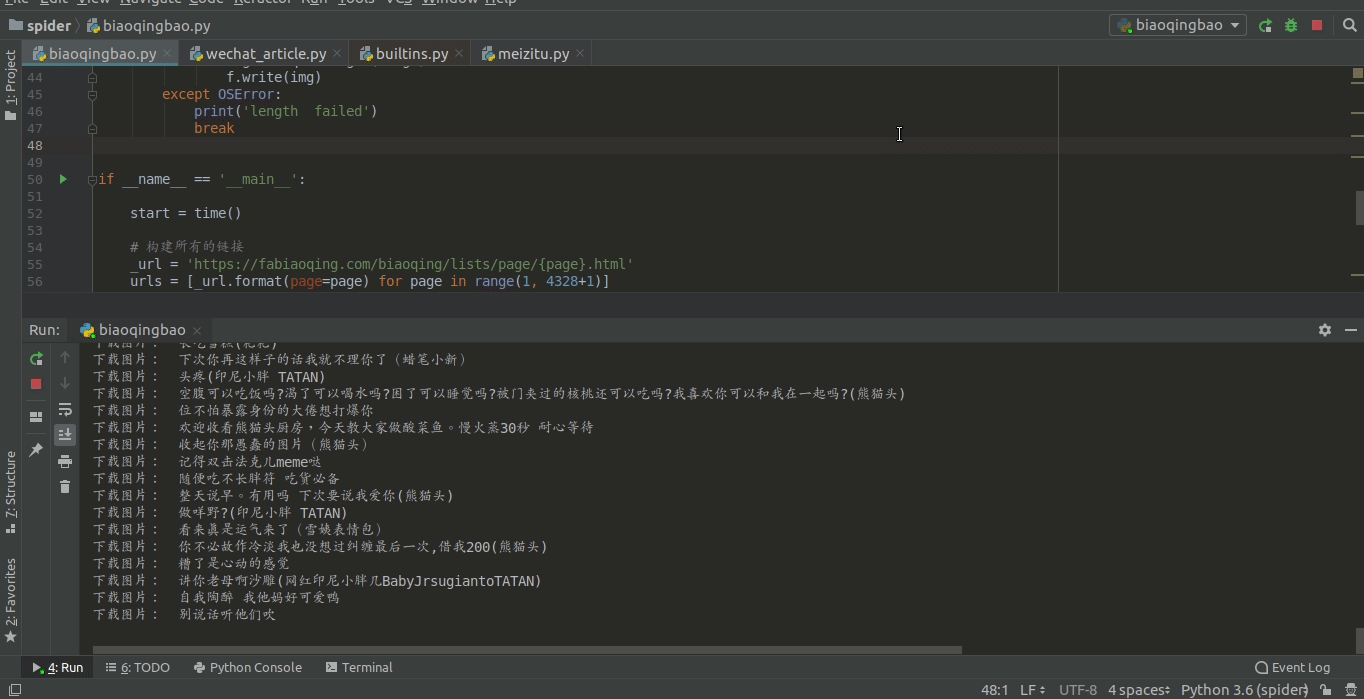 File Edit View Navigate Code Refactor Run Tools VCS Window Help
spider biaoqingbao.py biaoqingbao
biaoqingbao.py wechat_article.py builtins.py meizitu.py
1: Project
44 f.write(img)
45 except OSError:
46 print('length  failed')
47 break
48
49
50 if __name__ == '__main__':
51
52 start = time()
53
54 # 构建所有的链接
55 _url = 'https://fabiaoqing.com/biaoqing/lists/page/{page}.html'
56 urls = [_url.format(page=page) for page in range(1, 4328+1)]
Run: biaoqingbao
下载图片： 下次你再这样子的话我就不理你了（蜡笔小新）
下载图片： 头疼(印尼小胖 TATAN)
下载图片： 空腹可以吃饭吗?渴了可以喝水吗?困了可以睡觉吗?被门夹过的核桃还可以吃吗?我喜欢你可以和我在一起吗?(熊猫头)
下载图片： 位不怕暴露身份的大倦想打爆你
下载图片： 欢迎收看熊猫头厨房，今天教大家做酸菜鱼。慢火蒸30秒 耐心等待
下载图片： 收起你那愚蠢的图片（熊猫头）
下载图片： 记得双击法克儿meme哒
下载图片： 随便吃不长胖符 吃货必备
下载图片： 整天说早。有用吗 下次要说我爱你(熊猫头)
下载图片： 做咩野?(印尼小胖 TATAN)
下载图片： 看来真是运气来了（雪姨表情包）
下载图片： 你不必故作冷淡我也没想过纠缠最后一次,借我200(熊猫头)
下载图片： 糟了是心动的感觉
下载图片： 讲你老母啊沙雕(网红印尼小胖儿BabyJrsugiantoTATAN)
下载图片： 自我陶醉 我他妈好可爱鸭
下载图片： 别说话听他们吹
7: Structure
2: Favorites
4: Run 6: TODO Python Console Terminal Event Log
48:1 LF UTF-8 4 spaces Python 3.6 (spider)